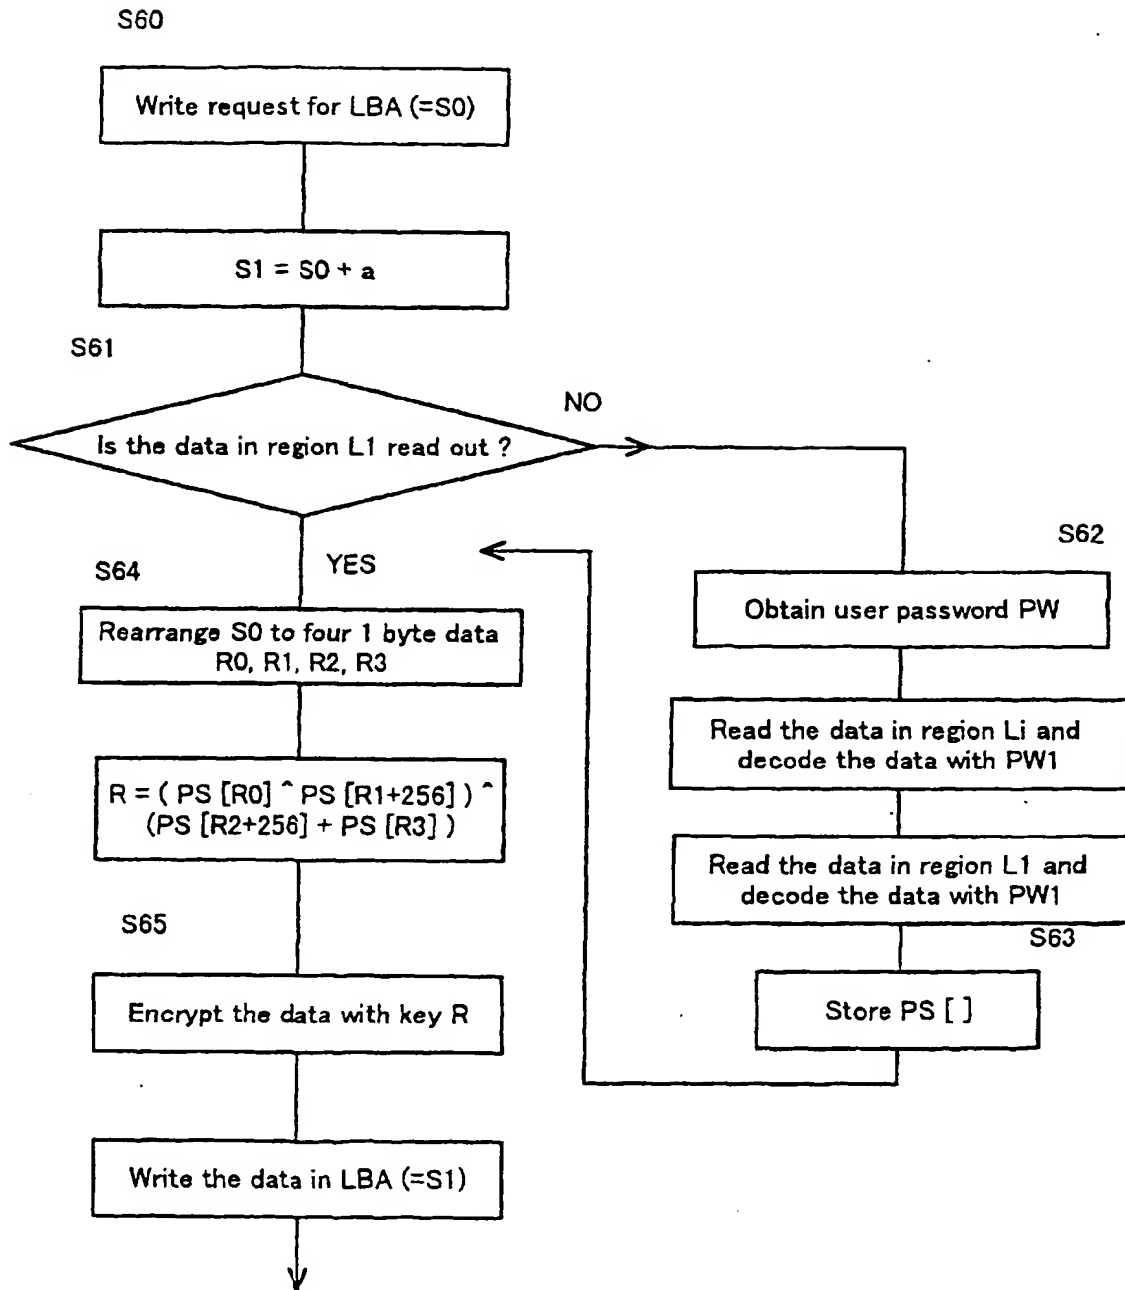 S60
Write request for LBA (=S0)
S1 = S0 + a
S61
Is the data in region L1 read out ?
NO
YES
S62
Obtain user password PW
Read the data in region Li and
decode the data with PW1
Read the data in region L1 and
decode the data with PW1
S63
Store PS [ ]
S64
Rearrange S0 to four 1 byte data
R0, R1, R2, R3
R = ( PS [R0] ^ PS [R1+256] ) ^
(PS [R2+256] + PS [R3] )
S65
Encrypt the data with key R
Write the data in LBA (=S1)